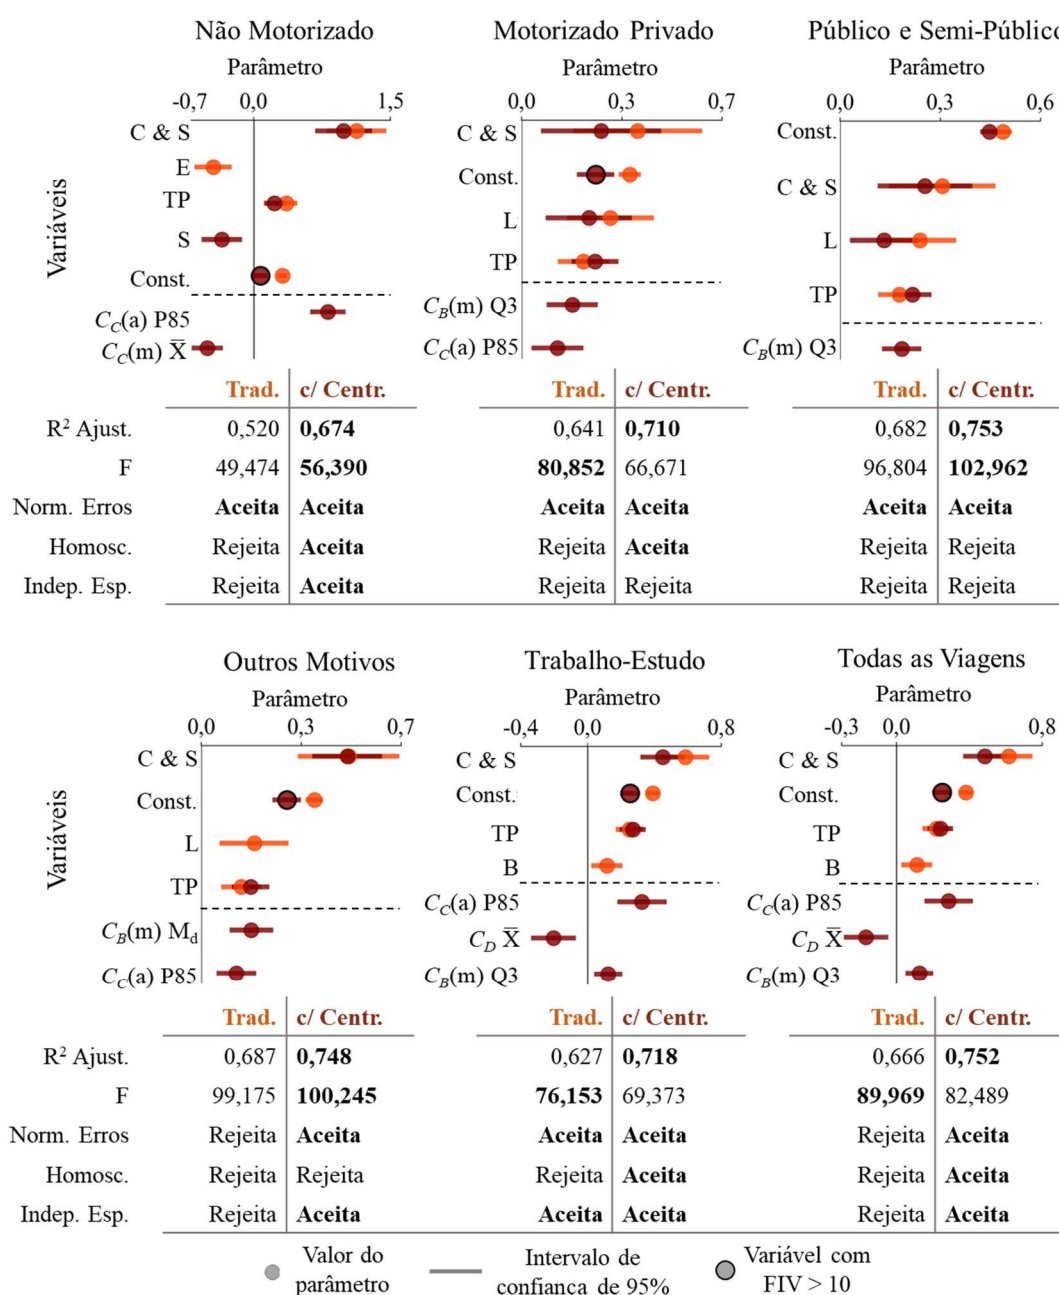 Não Motorizado
Motorizado Privado
Público e Semi-Público
Parâmetro
Parâmetro
Parâmetro
-0,7 0,0 1,5
0,0 0,3 0,7
0,0 0,3 0,6
Variáveis
C & S
E
TP
S
Const.
C_C(a) P85
C_C(m) X̅
C & S
Const.
L
TP
C_B(m) Q3
C_C(a) P85
Const.
C & S
L
TP
C_B(m) Q3
Trad. c/ Centr. Trad. c/ Centr. Trad. c/ Centr.
R² Ajust. 0,520 0,674 0,641 0,710 0,682 0,753
F 49,474 56,390 80,852 66,671 96,804 102,962
Norm. Erros Aceita Aceita Aceita Aceita Aceita Aceita
Homosc. Rejeita Aceita Rejeita Aceita Rejeita Rejeita
Indep. Esp. Rejeita Aceita Rejeita Rejeita Rejeita Rejeita
Outros Motivos
Trabalho-Estudo
Todas as Viagens
Parâmetro
Parâmetro
Parâmetro
0,0 0,3 0,7
-0,4 0,0 0,8
-0,3 0,0 0,8
Variáveis
C & S
Const.
L
TP
C_B(m) M_d
C_C(a) P85
C & S
Const.
TP
B
C_C(a) P85
C_D X̅
C_B(m) Q3
C & S
Const.
TP
B
C_C(a) P85
C_D X̅
C_B(m) Q3
Trad. c/ Centr. Trad. c/ Centr. Trad. c/ Centr.
R² Ajust. 0,687 0,748 0,627 0,718 0,666 0,752
F 99,175 100,245 76,153 69,373 89,969 82,489
Norm. Erros Rejeita Aceita Aceita Aceita Rejeita Aceita
Homosc. Rejeita Rejeita Rejeita Aceita Rejeita Aceita
Indep. Esp. Rejeita Aceita Aceita Aceita Rejeita Aceita
Valor do
parâmetro
Intervalo de
confiança de 95%
Variável com
FIV > 10